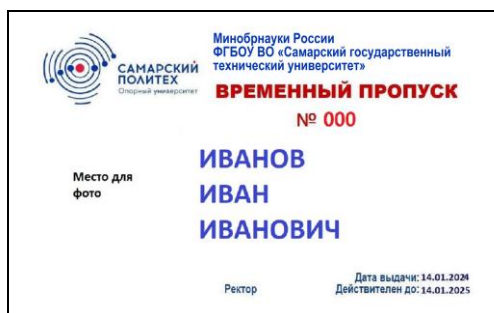 САМАРСКИЙ
ПОЛИТЕХ
Опорный университет
Минобрнауки России
ФГБОУ ВО «Самарский государственный
технический университет»
ВРЕМЕННЫЙ ПРОПУСК
№ 000
Место для
фото
ИВАНОВ
ИВАН
ИВАНОВИЧ
Ректор
Дата выдачи: 14.01.2024
Действителен до: 14.01.2025